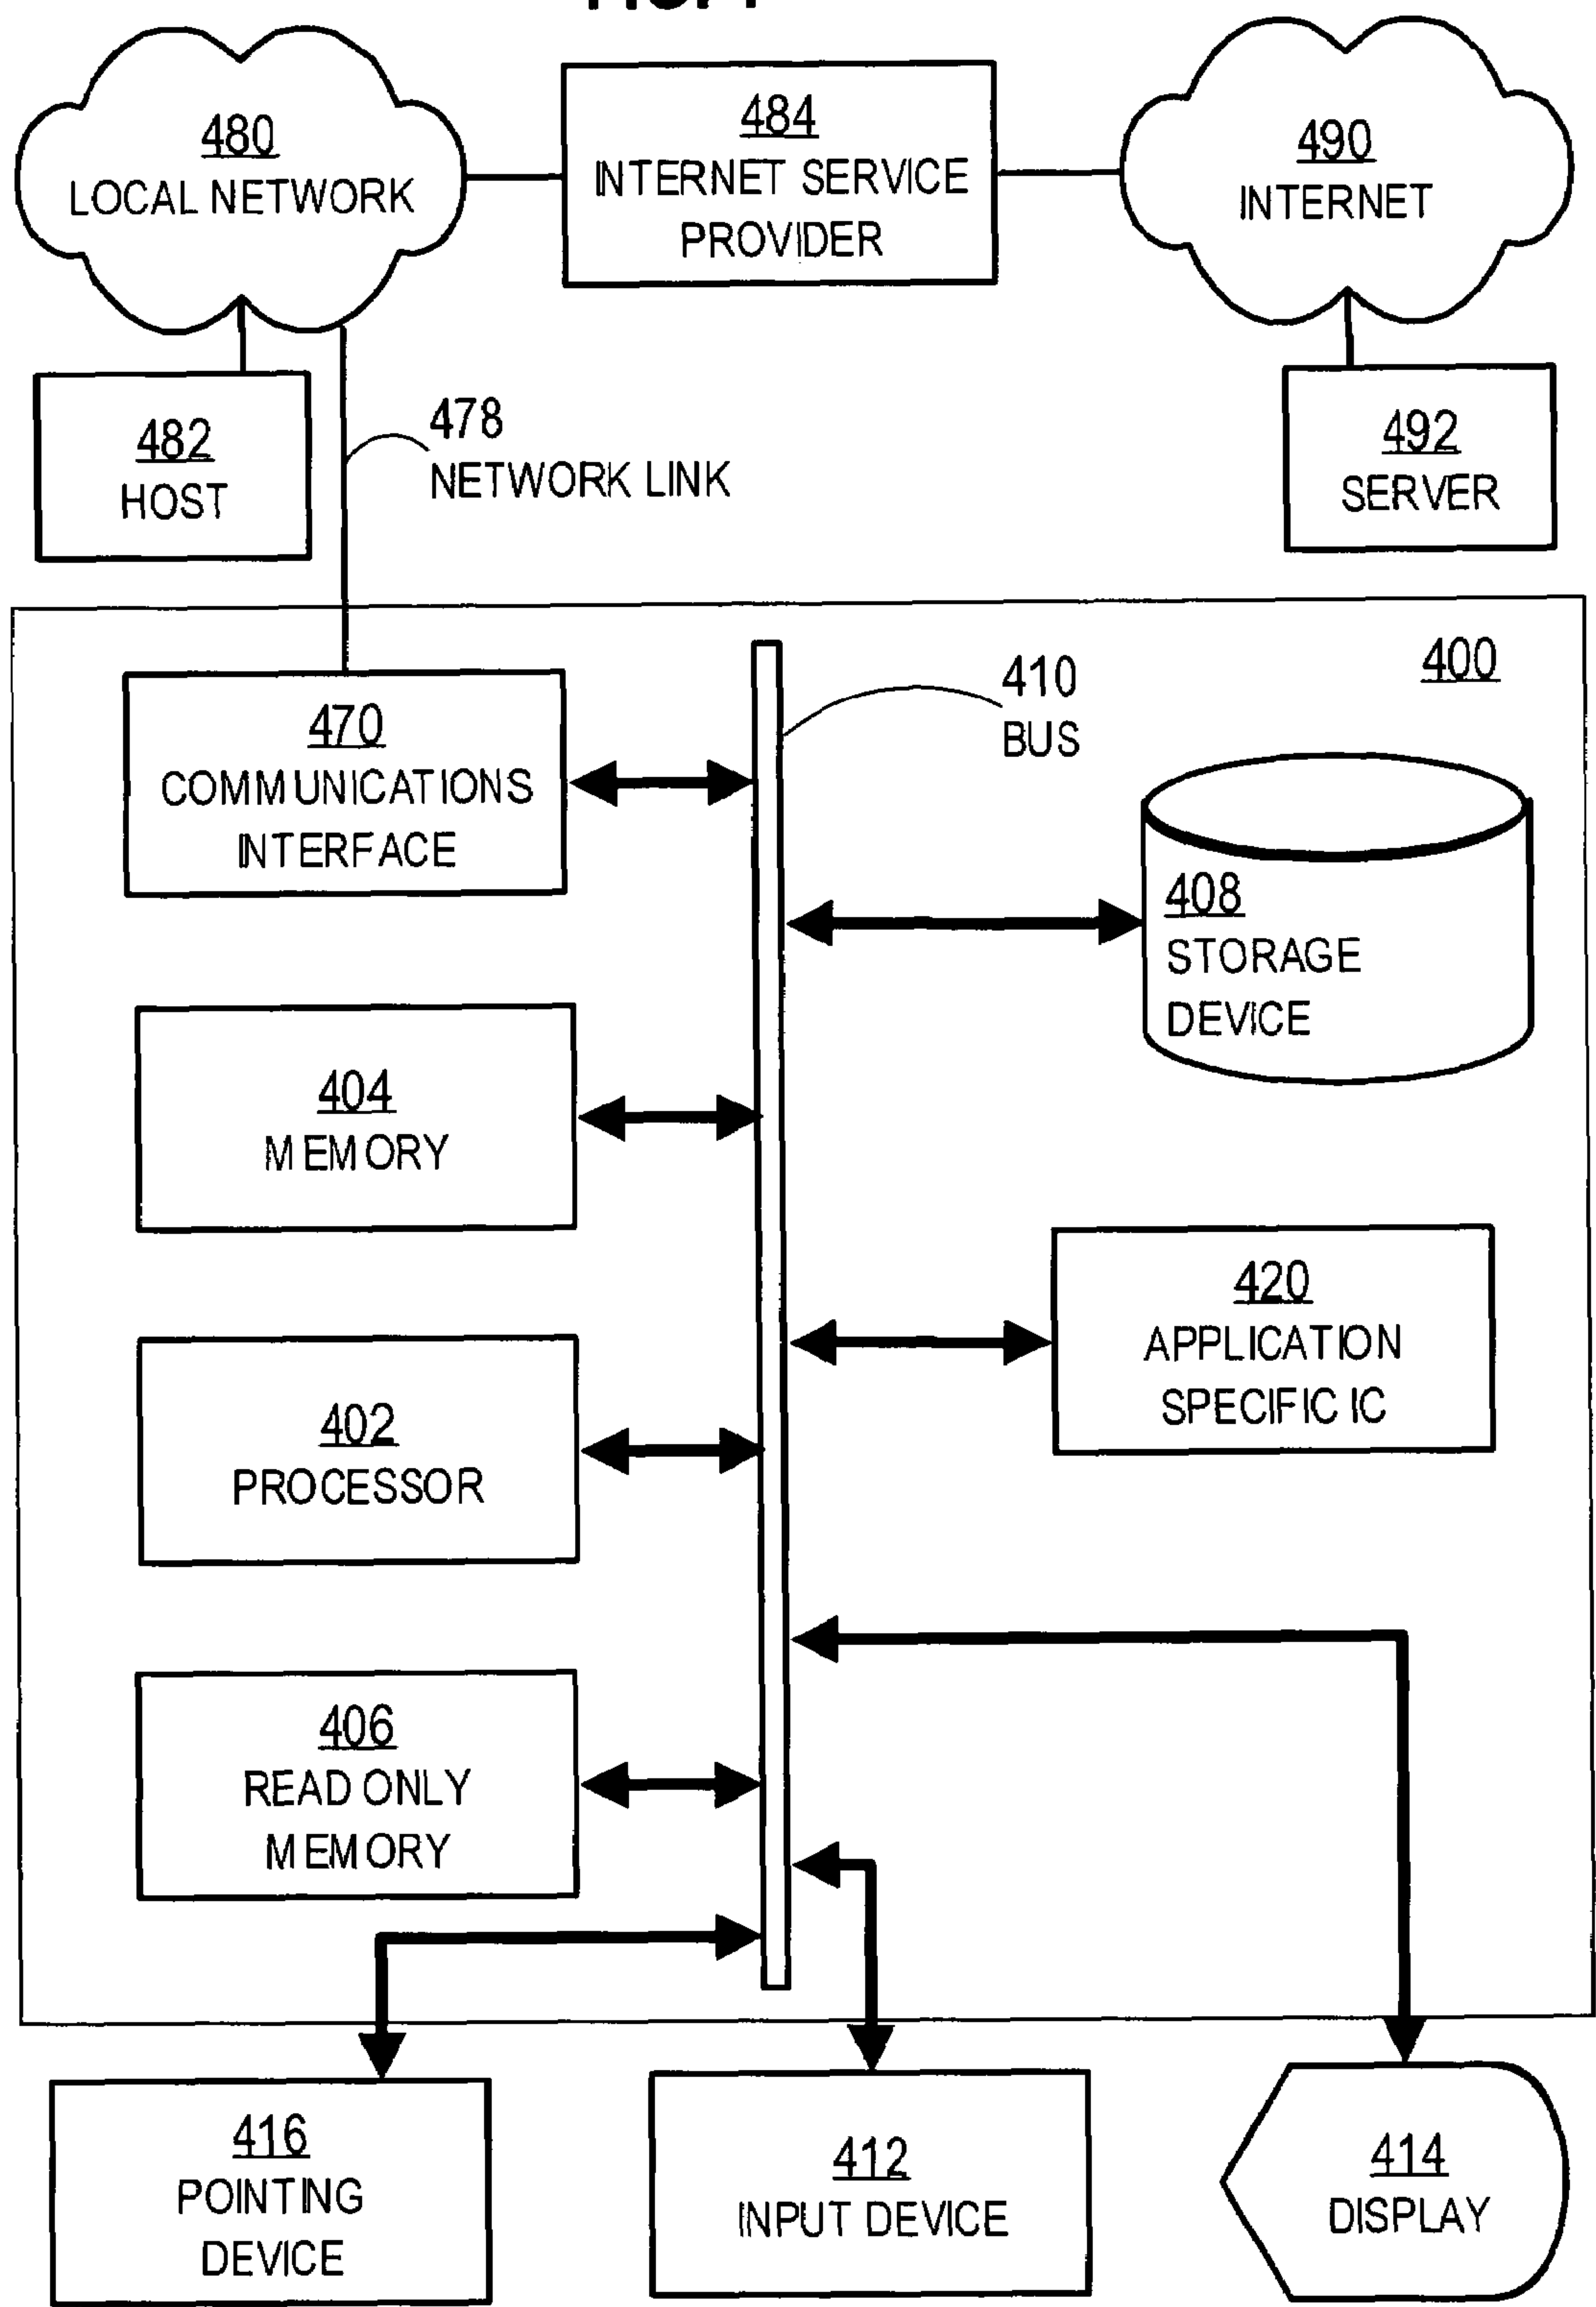 480
LOCAL NETWORK
484
INTERNET SERVICE
PROVIDER
490
INTERNET
482
HOST
478
NETWORK LINK
492
SERVER
400
410
BUS
470
COMMUNICATIONS
INTERFACE
408
STORAGE
DEVICE
404
MEMORY
420
APPLICATION
SPECIFIC IC
402
PROCESSOR
406
READ ONLY
MEMORY
416
POINTING
DEVICE
412
INPUT DEVICE
414
DISPLAY